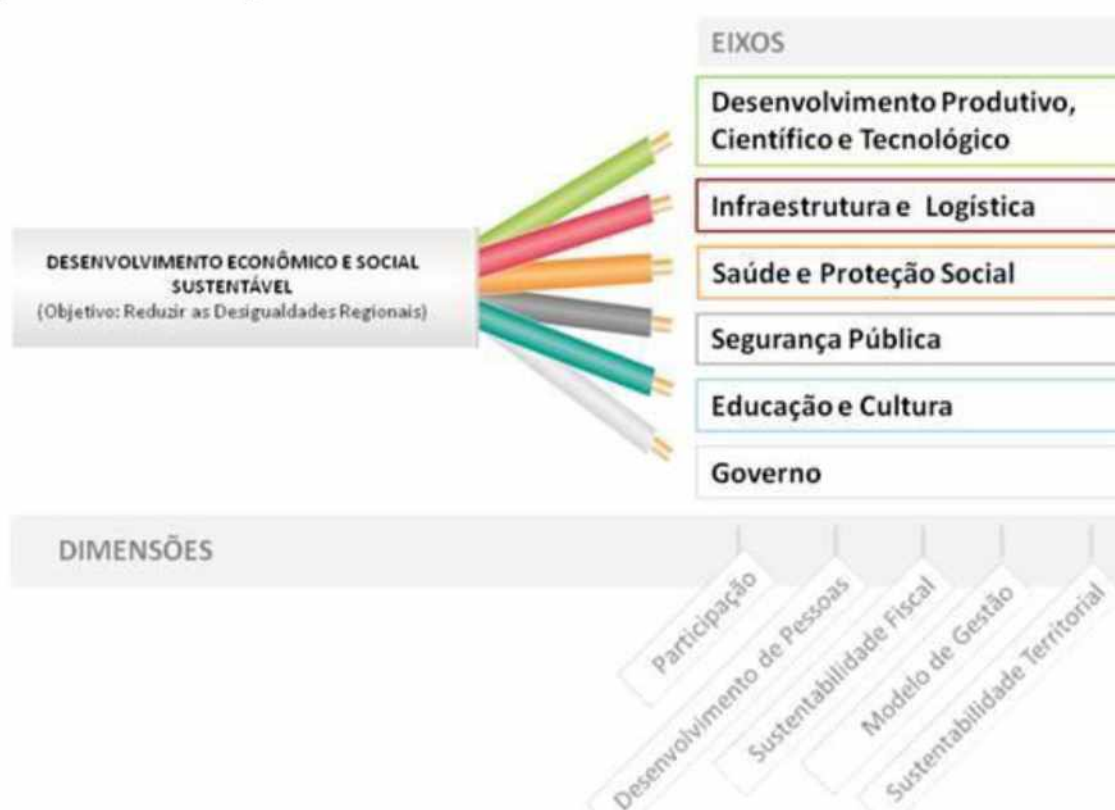 EIXOS
Desenvolvimento Produtivo,
Científico e Tecnológico
Infraestrutura e Logística
DESENVOLVIMENTO ECONÔMICO E SOCIAL
SUSTENTÁVEL
(Objetivo: Reduzir as Desigualdades Regionais)
Saúde e Proteção Social
Segurança Pública
Educação e Cultura
Governo
DIMENSÕES
Participação
Desenvolvimento de Pessoas
Sustentabilidade Fiscal
Modelo de Gestão
Sustentabilidade Territorial